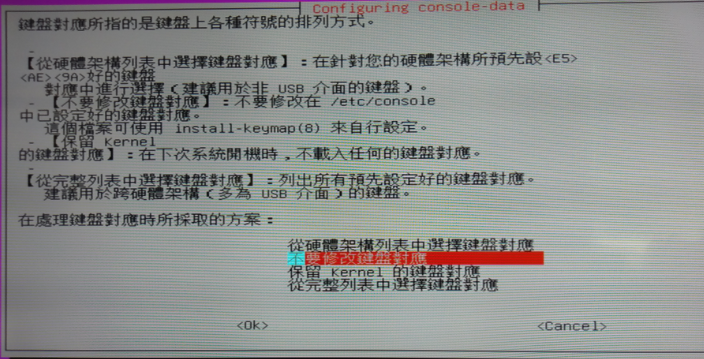 Configuring console-data
鍵盤對應所指的是鍵盤上各種符號的排列方式。
-
【從硬體架構列表中選擇鍵盤對應】:在針對您的硬體架構所預先設<E5>
<AE><9A>好的鍵盤
對應中進行選擇(建議用於非 USB 介面的鍵盤)。
- 【不要修改鍵盤對應】:不要修改在 /etc/console
中已設定好的鍵盤對應。
這個檔案可使用 install-keymap(8) 來自行設定。
- 【保留 Kernel
的鍵盤對應】:在下次系統開機時,不載入任何的鍵盤對應。
-
【從完整列表中選擇鍵盤對應】:列出所有預先設定好的鍵盤對應。
建議用於跨硬體架構(多為 USB 介面)的鍵盤。
在處理鍵盤對應時所採取的方案:
從硬體架構列表中選擇鍵盤對應
不要修改鍵盤對應
保留 Kernel 的鍵盤對應
從完整列表中選擇鍵盤對應
<Ok> <Cancel>